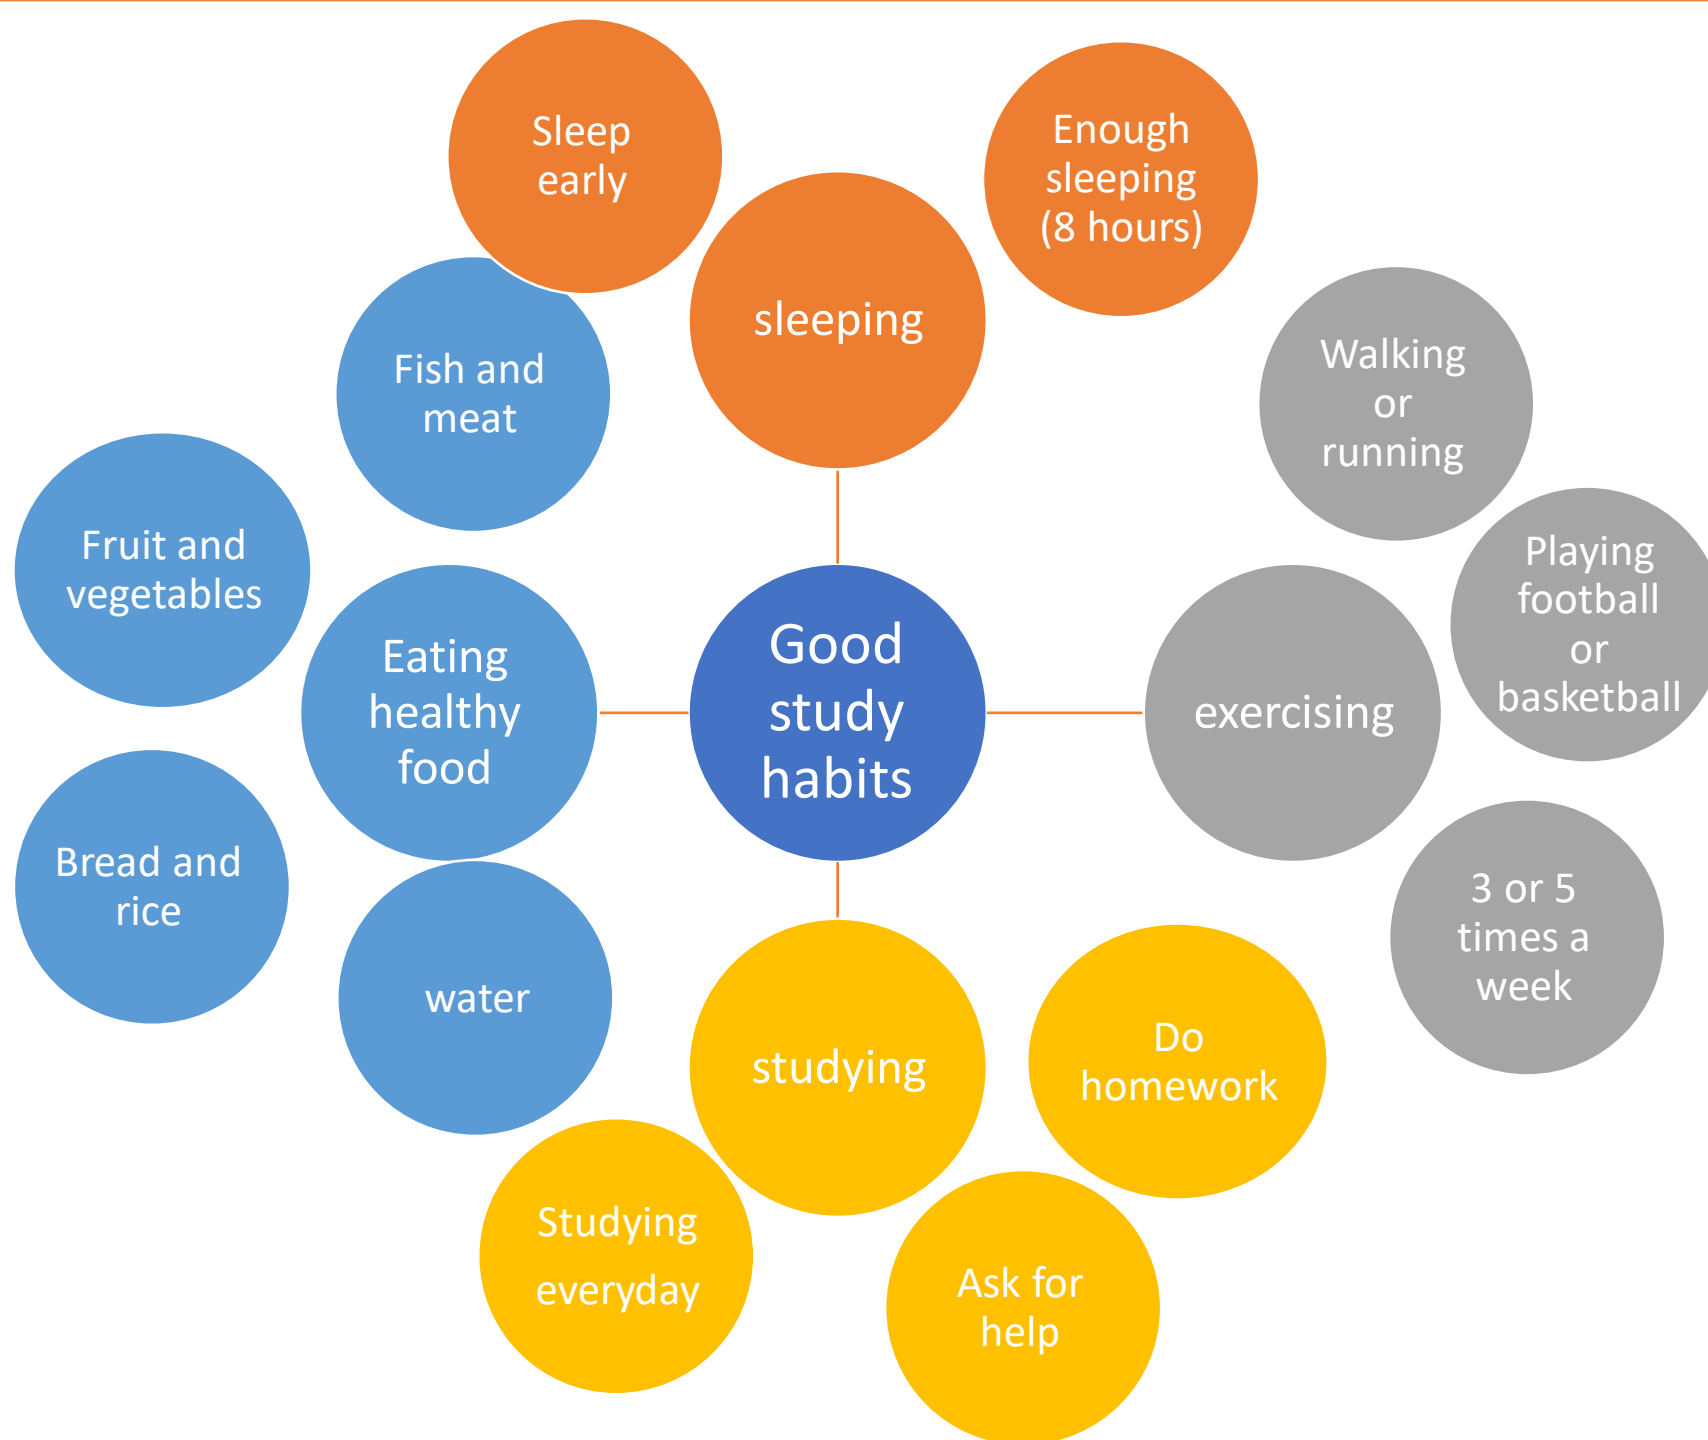 Sleep
early
Enough
sleeping
(8 hours)
sleeping
Fish and
meat
Walking
or
running
Fruit and
vegetables
Playing
football
or
basketball
Eating
healthy
food
Good
study
habits
exercising
Bread and
rice
3 or 5
times a
week
water
studying
Do
homework
Studying
everyday
Ask for
help